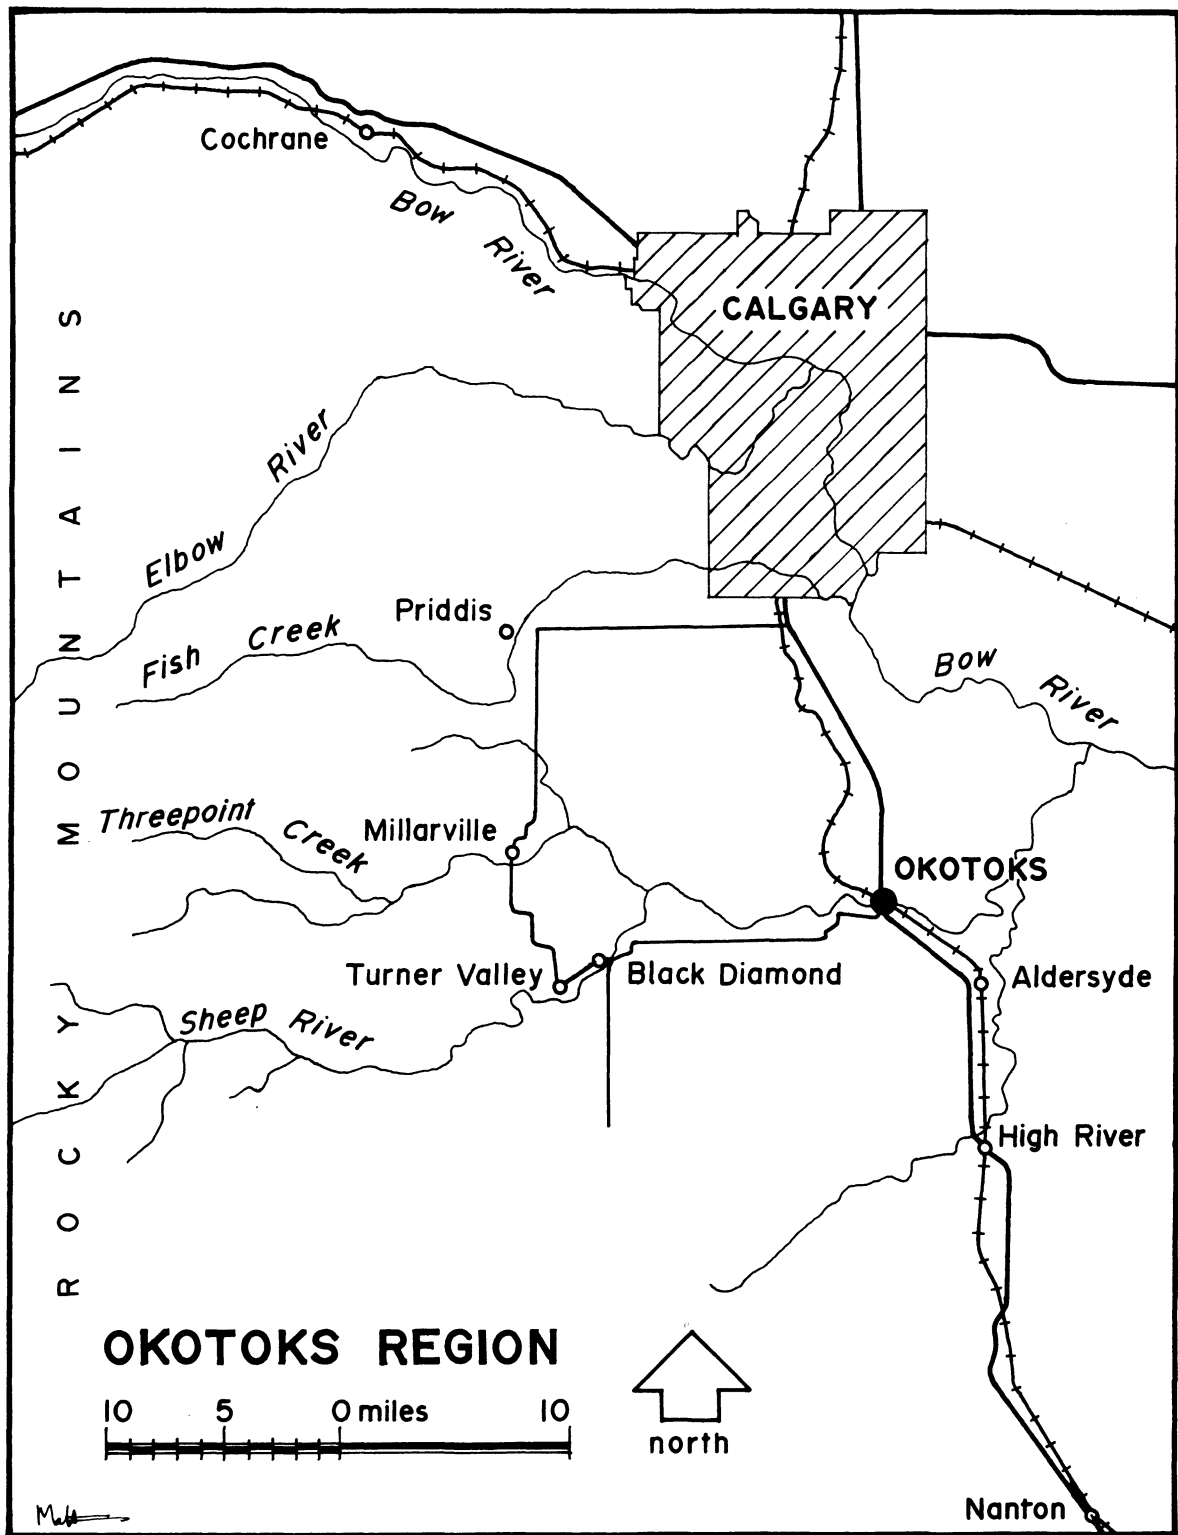 Cochrane
Bow River
CALGARY
ROCKY MOUNTAINS
Elbow River
Priddis
Fish Creek
Bow River
Threepoint Creek
Millarville
OKOTOKS
Turner Valley
Black Diamond
Aldersyde
Sheep River
High River
OKOTOKS REGION
10 5 0 miles 10
north
Nanton